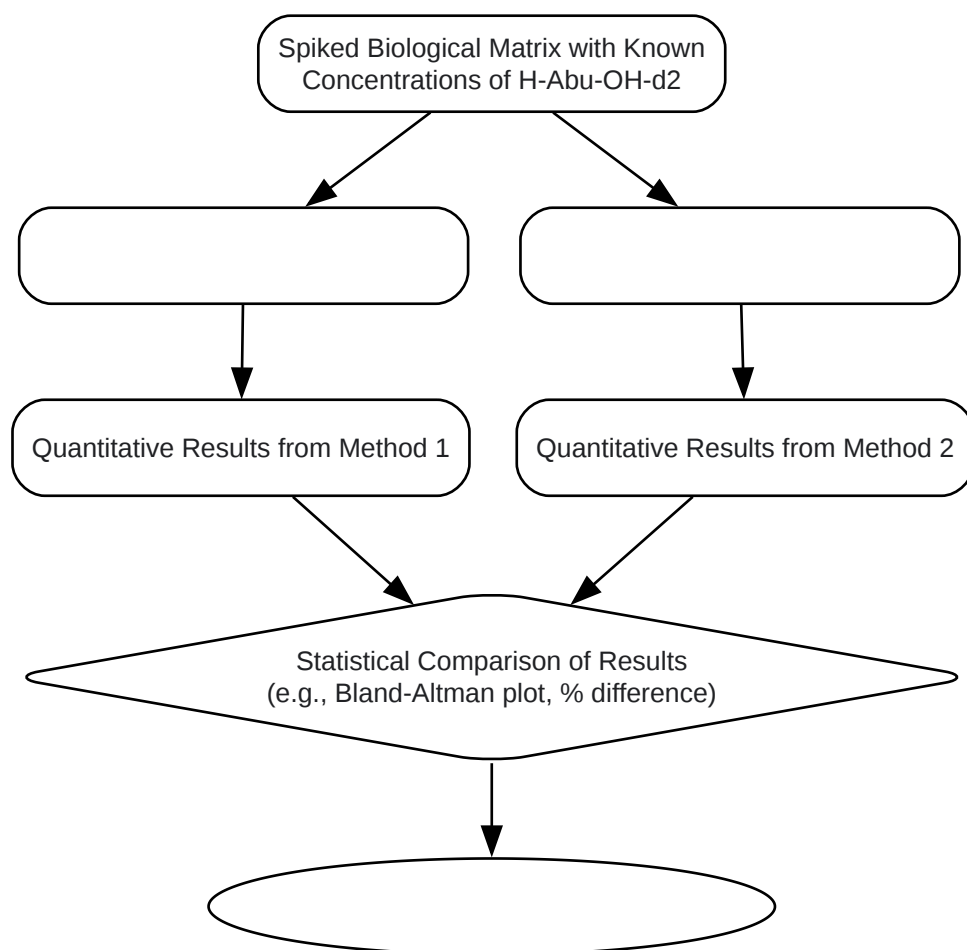 Spiked Biological Matrix with Known
Concentrations of H-Abu-OH-d2
Quantitative Results from Method 1
Quantitative Results from Method 2
Statistical Comparison of Results
(e.g., Bland-Altman plot, % difference)